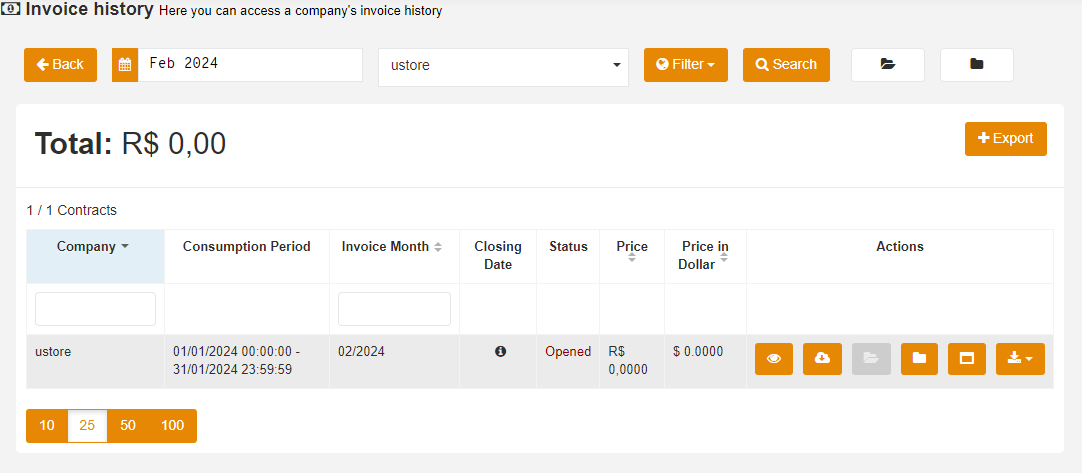 Invoice history Here you can access a company's invoice history
Back Feb 2024 ustore Filter Search
Total: R$ 0,00 Export
1 / 1 Contracts
Company Consumption Period Invoice Month Closing Date Status Price Price in Dollar Actions
ustore 01/01/2024 00:00:00 - 02/2024 Opened R$ $ 0.0000
31/01/2024 23:59:59 0,0000
10 25 50 100